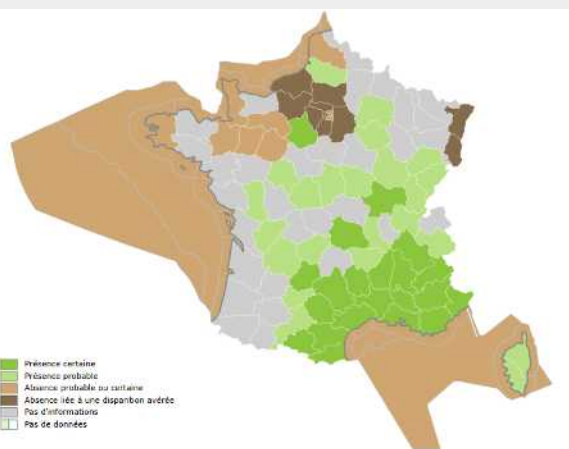 Présence certaine
Présence probable
Absence probable ou certaine
Absence liée à une disparition avérée
Pas d'informations
Pas de données